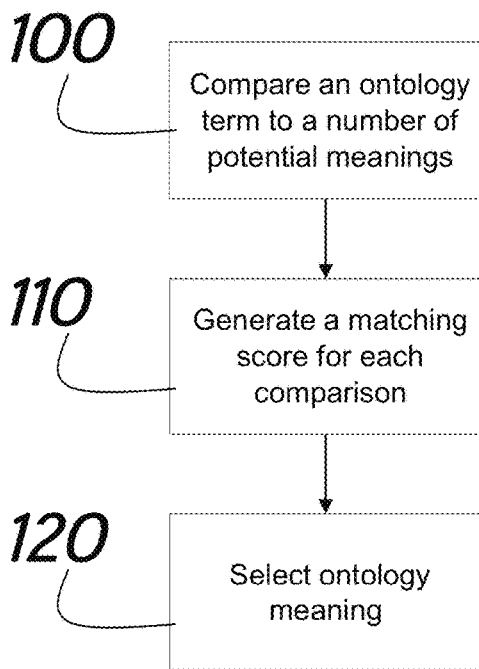 100
Compare an ontology
term to a number of
potential meanings
110
Generate a matching
score for each
comparison
120
Select ontology
meaning